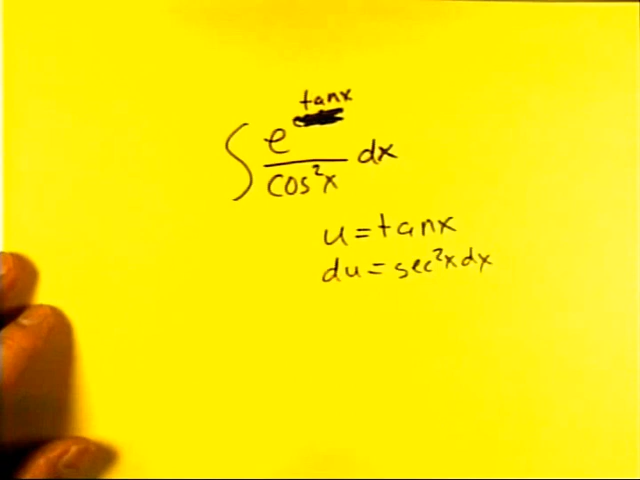 ∫ e^tanx / cos²x dx
u = tanx
du = sec²x dx